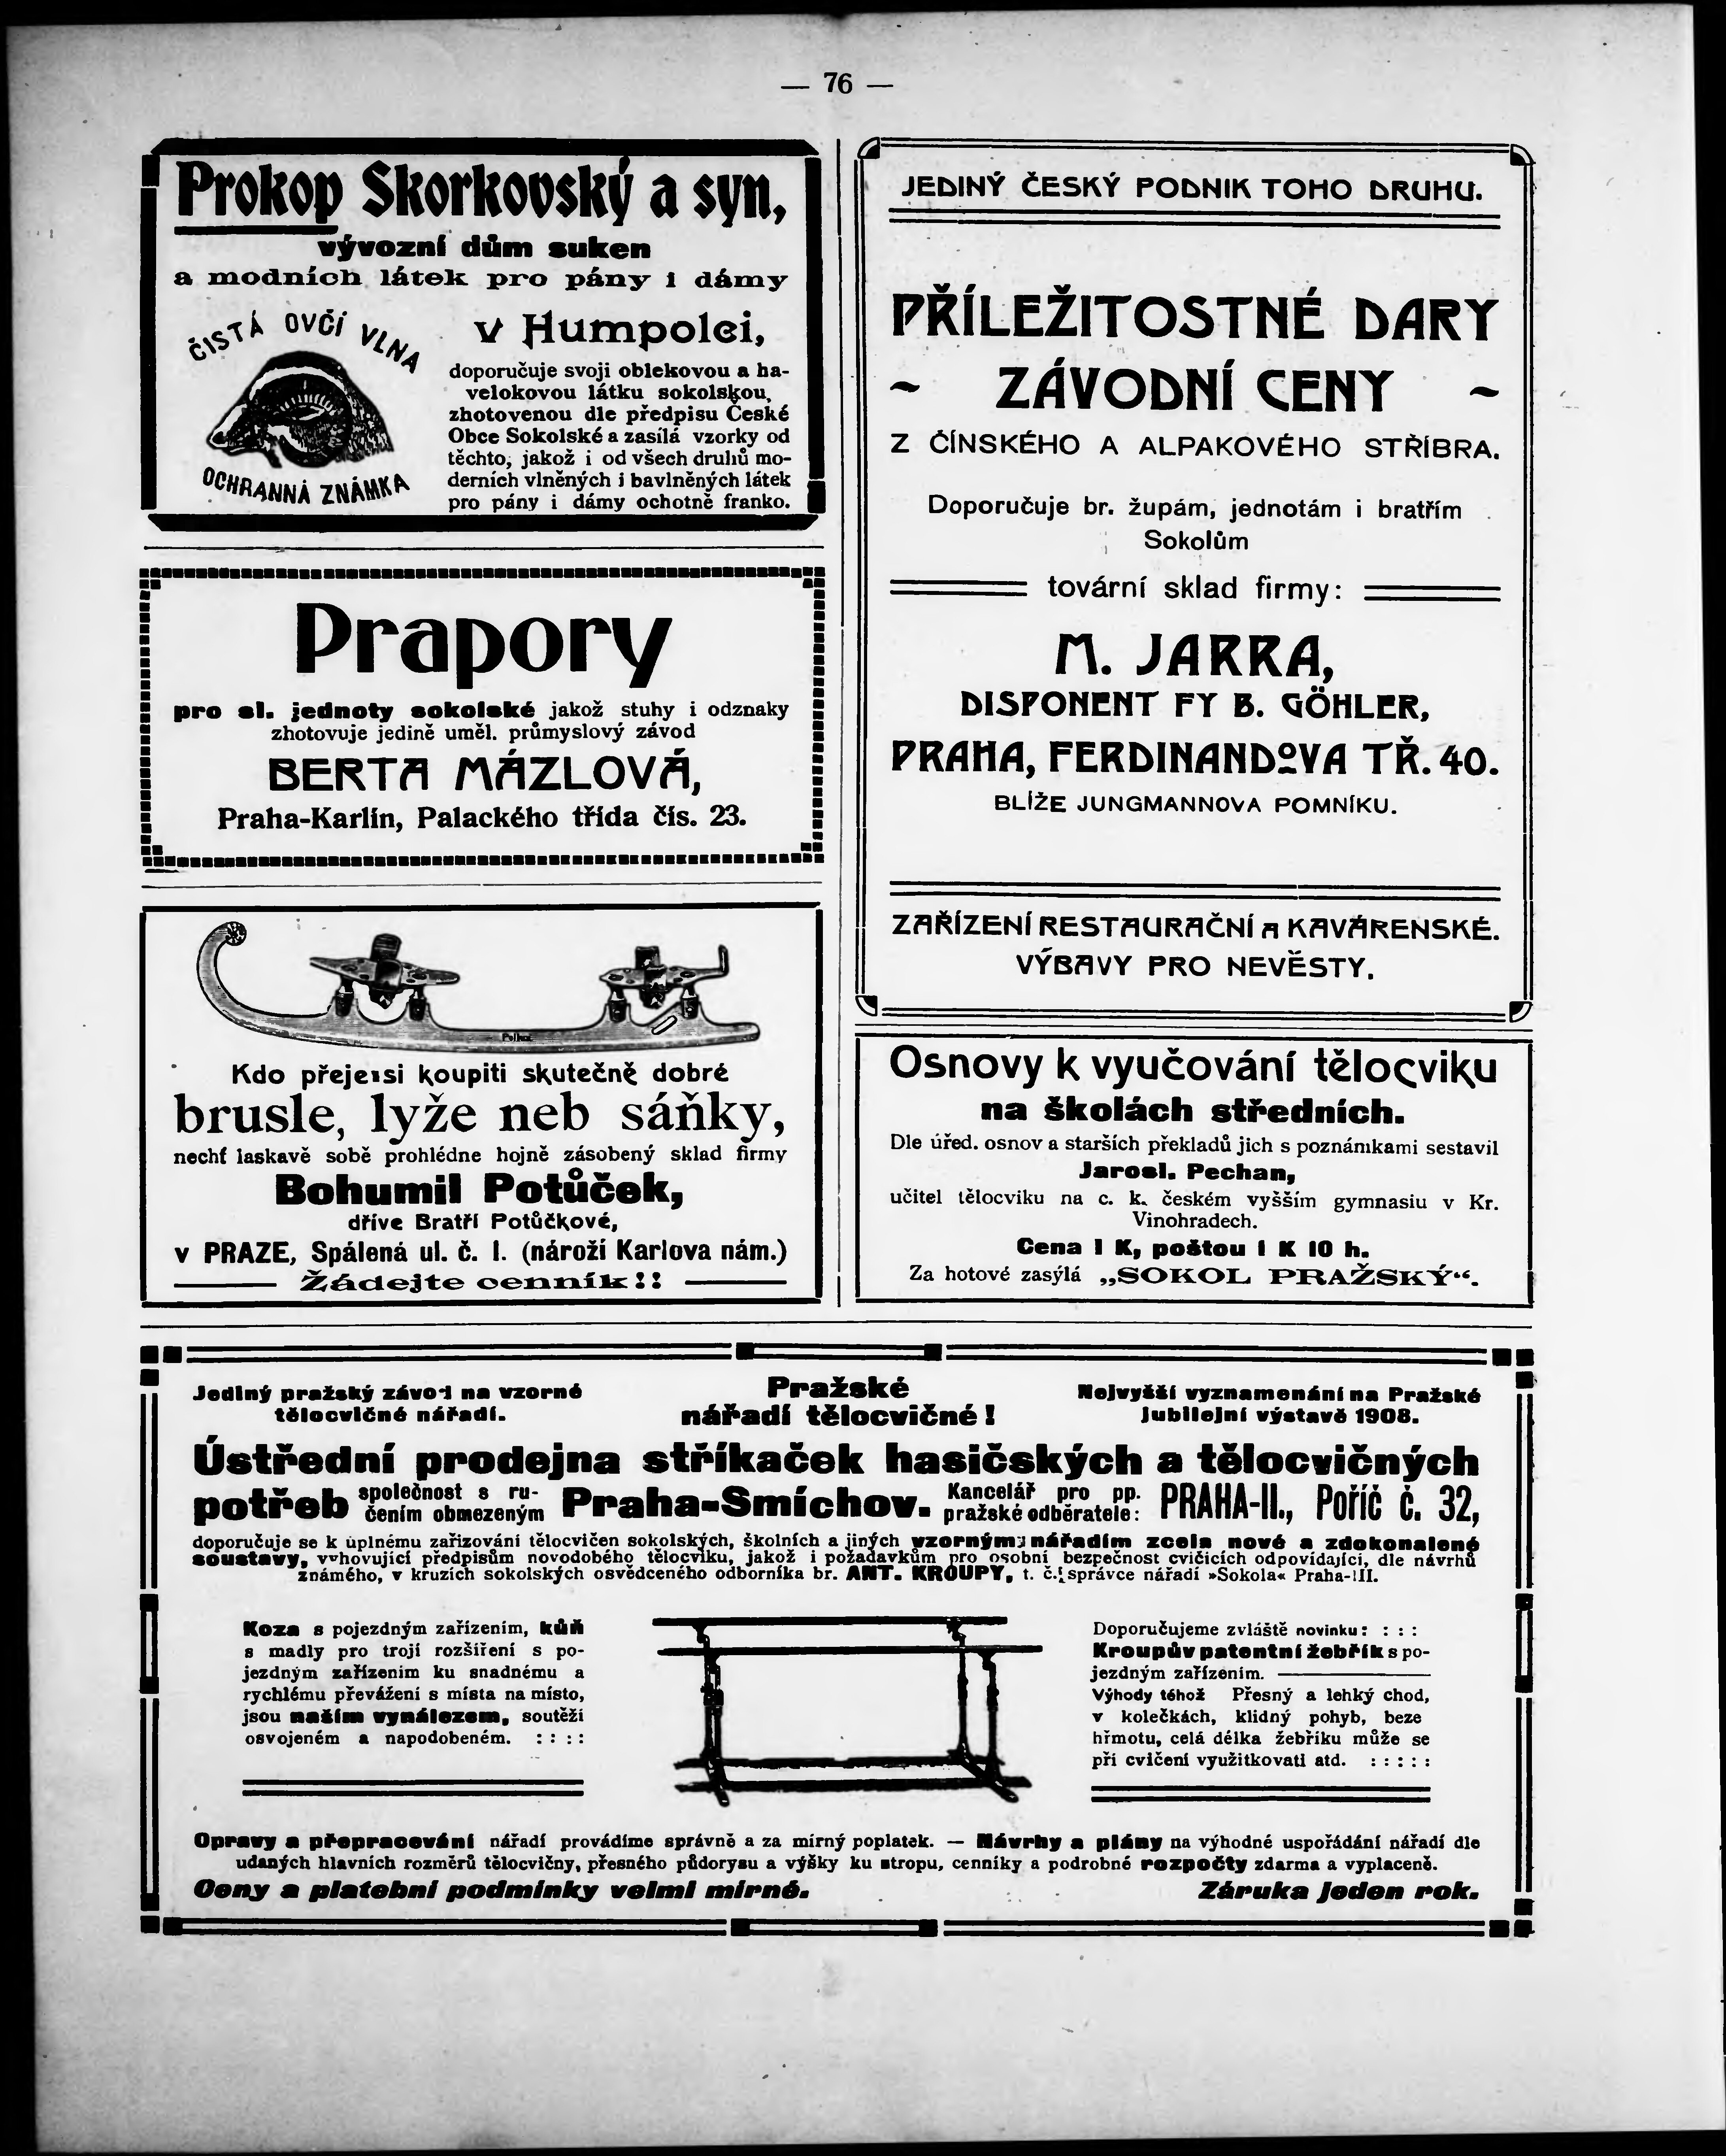 — 76 —
Prokop Skorkovský a syn,
vývozní dům suken
a modních látek pro pány i dámy
ČISTÁ OVČÍ VLNA
OCHRANNÁ ZNÁMKA
v Humpolci,
doporučuje svoji oblekovou a ha-
velokovou látku sokolskou,
zhotovenou dle předpisu České
Obce Sokolské a zasílá vzorky od
těchto, jakož i od všech druhů mo-
derních vlněných i bavlněných látek
pro pány i dámy ochotně franko.
Prapory
pro sl. jednoty sokolské jakož stuhy i odznaky
zhotovuje jedině uměl. průmyslový závod
BERTA MÁZLOVÁ,
Praha-Karlín, Palackého třída čís. 23.
Kdo přeje si koupiti skutečně dobré
brusle, lyže neb sáňky,
nechť laskavě sobě prohlédne hojně zásobený sklad firmy
Bohumil Potůček,
dříve Bratří Potůčkové,
v PRAZE, Spálená ul. č. 1. (nároží Karlova nám.)
Žádejte cenník!!
JEDINÝ ČESKÝ PODNIK TOHO DRUHU.
PŘÍLEŽITOSTNÉ DARY
~ ZÁVODNÍ CENY ~
Z ČÍNSKÉHO A ALPAKOVÉHO STŘÍBRA.
Doporučuje br. župám, jednotám i bratřím
Sokolům
tovární sklad firmy:
M. JARRA,
DISPONENT FY B. GÖHLER,
PRAHA, FERDINANDOVA TŘ. 40.
BLÍŽE JUNGMANNOVA POMNÍKU.
ZAŘÍZENÍ RESTAURAČNÍ A KAVÁRENSKÉ.
VÝBAVY PRO NEVĚSTY.
Osnovy k vyučování tělocviku
na školách středních.
Dle úřed. osnov a starších překladů jich s poznámkami sestavil
Jarosl. Pechan,
učitel tělocviku na c. k. českém vyšším gymnasiu v Kr.
Vinohradech.
Cena 1 K, poštou 1 K 10 h.
Za hotové zasýlá „SOKOL PRAŽSKÝ“.
Jediný pražský závod na vzorné
tělocvičné nářadí.
Pražské
nářadí tělocvičné!
Nejvyšší vyznamenání na Pražské
jubilejní výstavě 1908.
Ústřední prodejna stříkaček hasičských a tělocvičných
potřeb společnost s ru-
čením obmezeným Praha-Smíchov. Kancelář pro pp.
pražské odběratele: PRAHA-II., Poříč č. 32,
doporučuje se k úplnému zařizování tělocvičen sokolských, školních a jiných vzorným nářadím zcela nové a zdokonalené
soustavy, vyhovující předpisům novodobého tělocviku, jakož i požadavkům pro osobní bezpečnost cvičících odpovídající, dle návrhů
známého, v kruzích sokolských osvědčeného odborníka br. ANT. KROUPY, t. č. správce nářadí »Sokola« Praha-III.
Koza s pojezdným zařízením, kůň
s madly pro trojí rozšíření s po-
jezdným zařízením ku snadnému a
rychlému převážení s místa na místo,
jsou naším vynálezem, soutěží
osvojeném a napodobeném. : : : :
Doporučujeme zvláště novinku: : : :
Kroupův patentní žebřík s po-
jezdným zařízením.
Výhody téhož Přesný a lehký chod,
v kolečkách, klidný pohyb, beze
hřmotu, celá délka žebříku může se
při cvičení využitkovati atd. : : : : :
Opravy a přepracování nářadí provádíme správně a za mírný poplatek. — Návrhy a plány na výhodné uspořádání nářadí dle
udaných hlavních rozměrů tělocvičny, přesného půdorysu a výšky ku stropu, cenníky a podrobné rozpočty zdarma a vyplaceně.
Ceny a platební podmínky velmi mírné.
Záruka jeden rok.